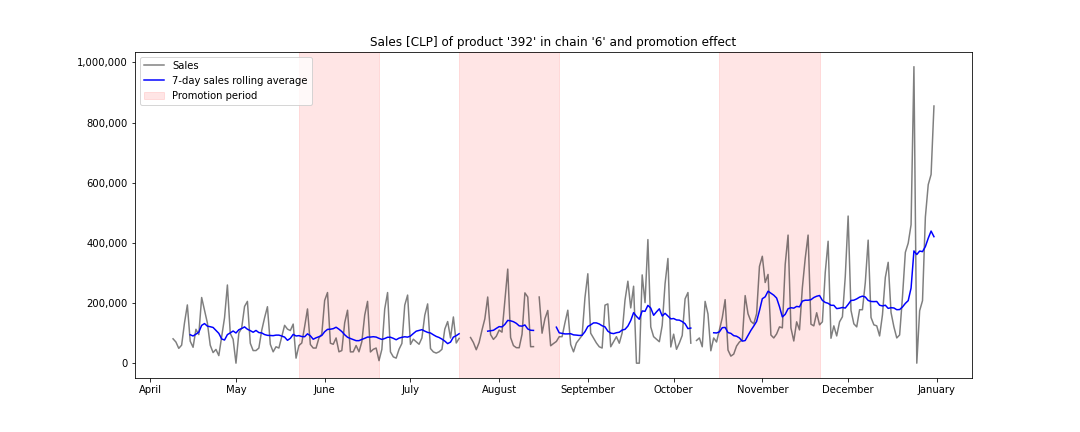 Sales [CLP] of product '392' in chain '6' and promotion effect
1,000,000
800,000
600,000
400,000
200,000
0
Sales
7-day sales rolling average
Promotion period
April
May
June
July
August
September
October
November
December
January